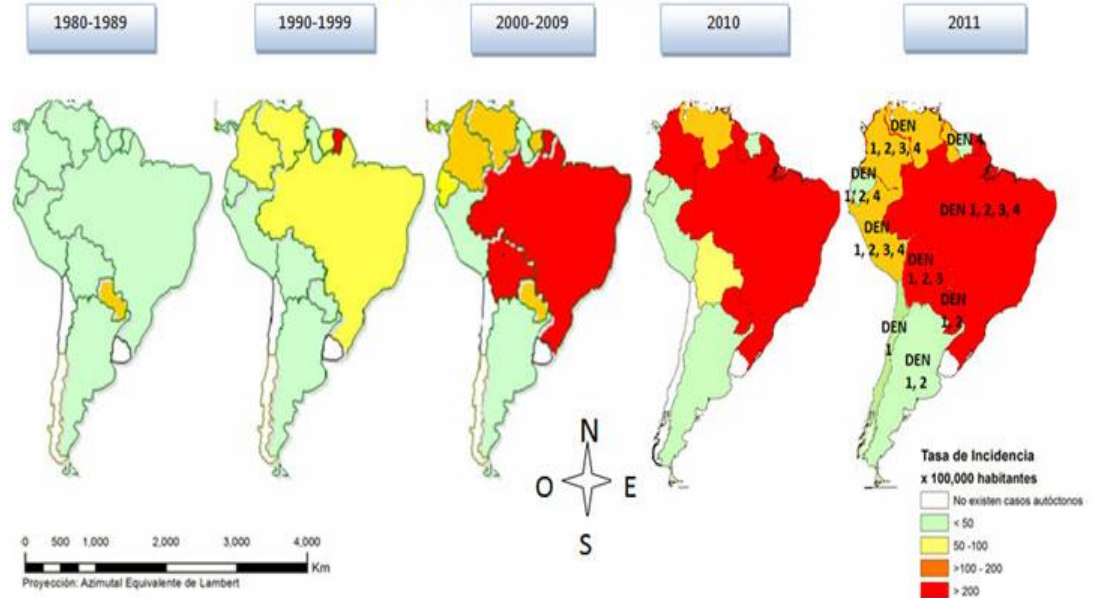 1980-1989
1990-1999
2000-2009
2010
2011
DEN
1, 2, 3, 4
DEN 4
DEN
1, 2, 4
DEN 1, 2, 3, 4
DEN
1, 2, 3, 4
DEN
1, 2, 3
DEN
1, 2
DEN
1
DEN
1, 2
N
O
E
S
Tasa de Incidencia
x 100,000 habitantes
No existen casos autóctonos
< 50
50 -100
>100 - 200
> 200
0 500 1,000 2,000 3,000 4,000
Km
Proyección: Azimutal Equivalente de Lambert